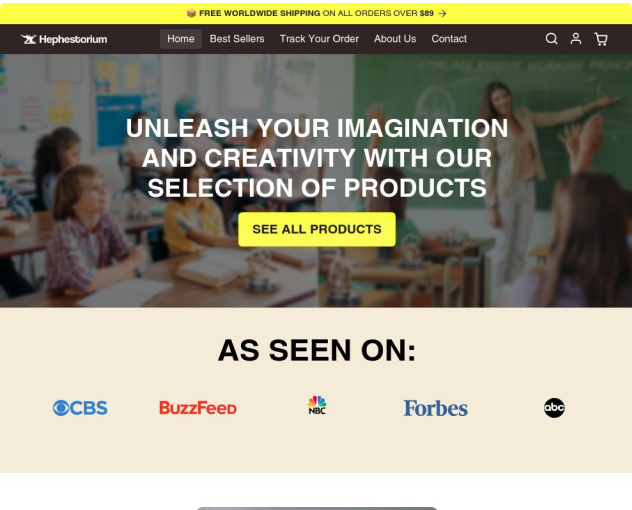 📦 FREE WORLDWIDE SHIPPING ON ALL ORDERS OVER $89 →
Hephestorium
Home Best Sellers Track Your Order About Us Contact
UNLEASH YOUR IMAGINATION
AND CREATIVITY WITH OUR
SELECTION OF PRODUCTS
SEE ALL PRODUCTS
AS SEEN ON:
CBS BuzzFeed NBC Forbes abc